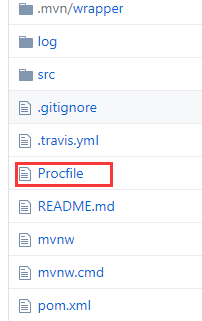 .mvn/wrapper
log
src
.gitignore
.travis.yml
Procfile
README.md
mvnw
mvnw.cmd
pom.xml